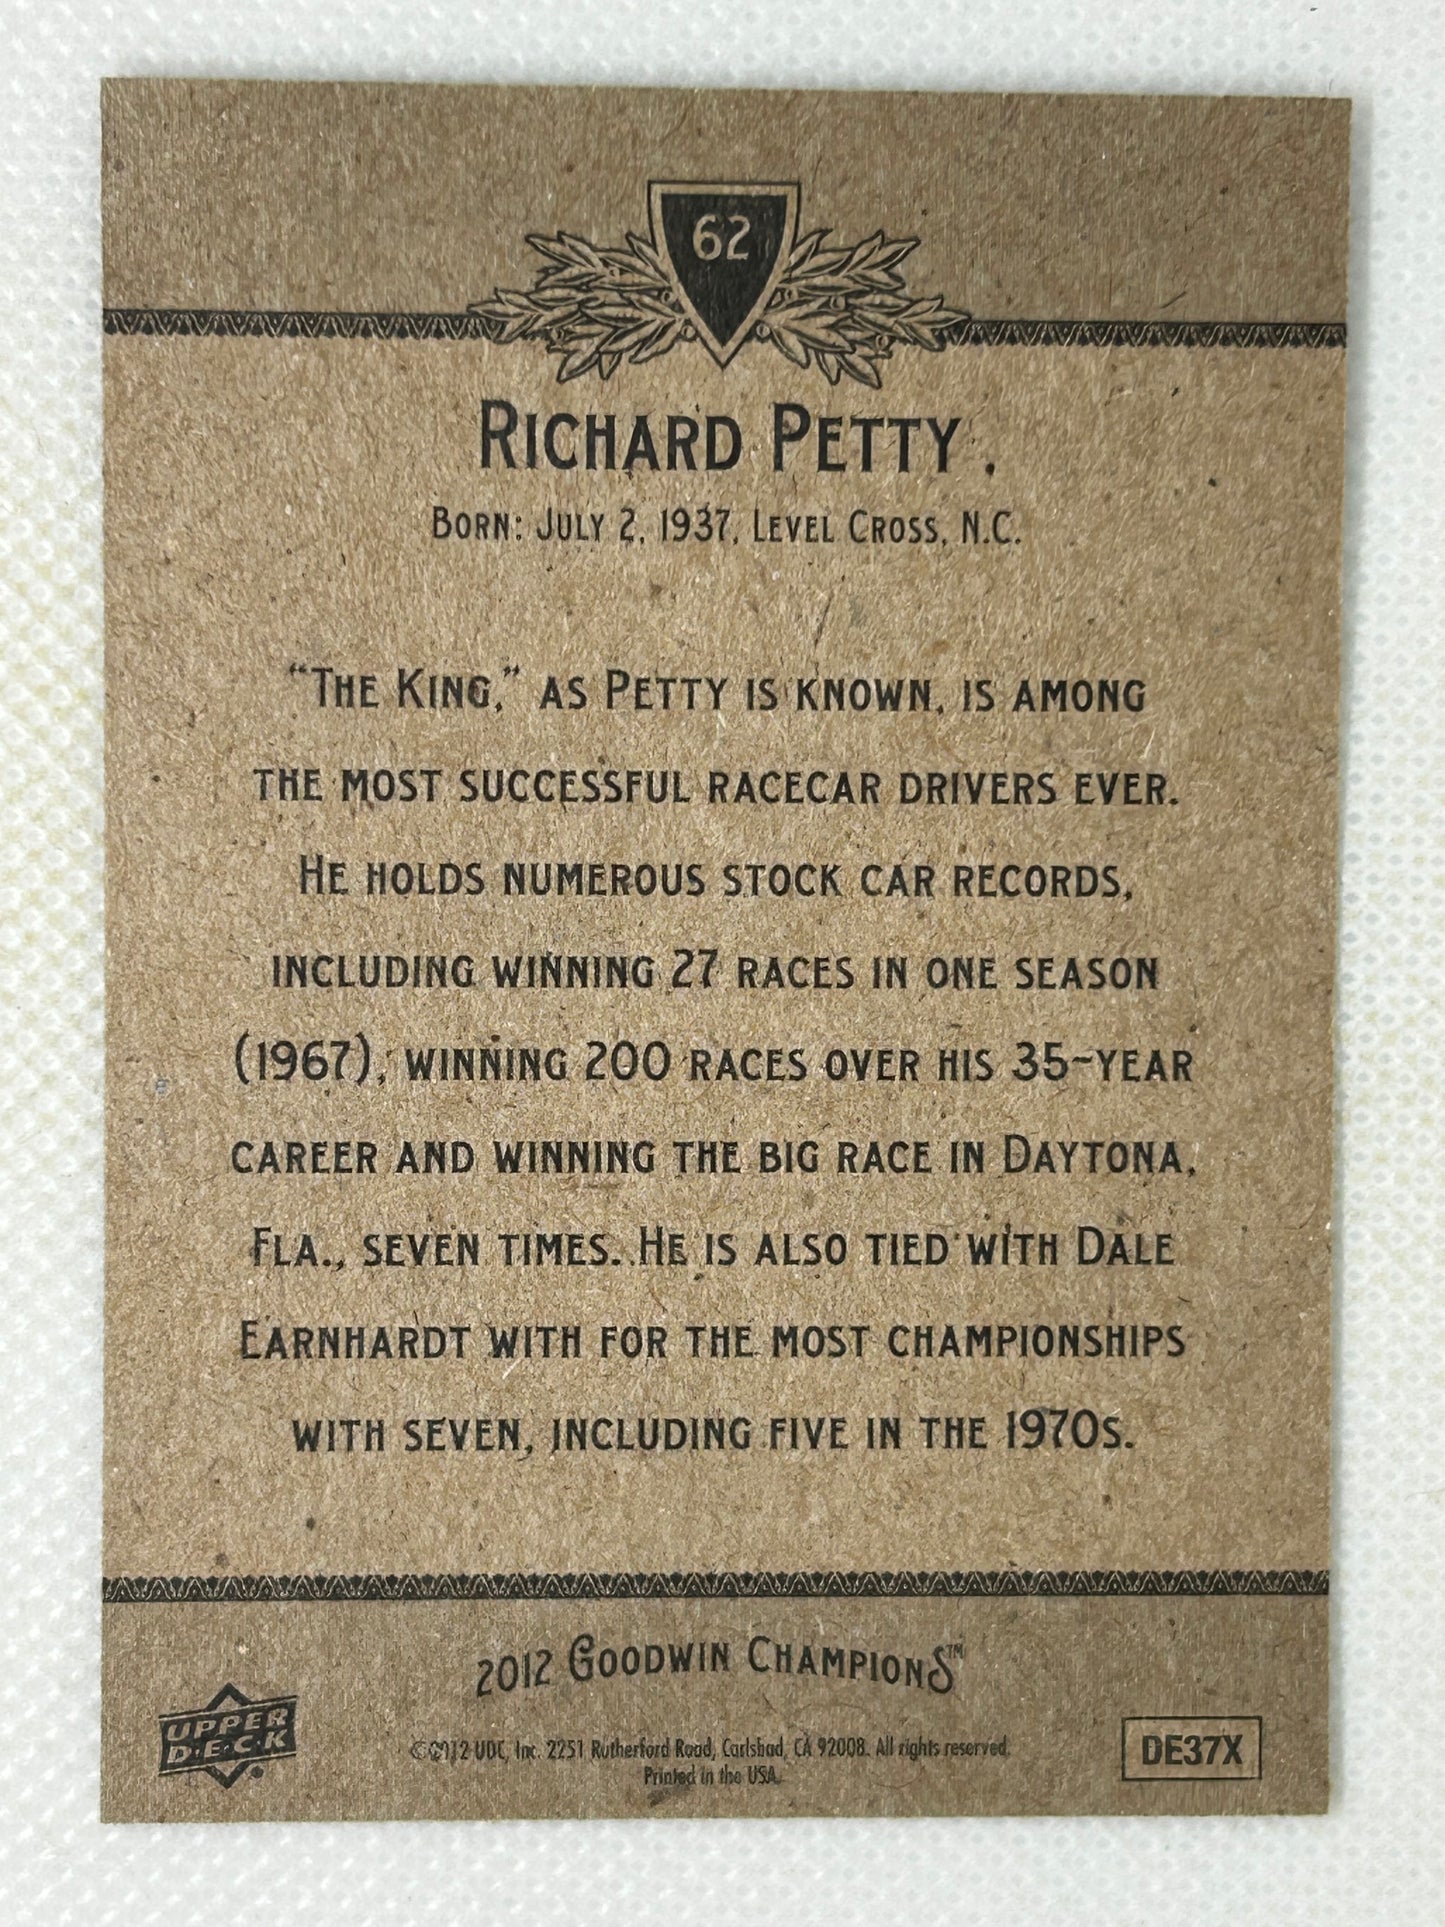 62
RICHARD PETTY
BORN: JULY 2, 1937, LEVEL CROSS, N.C.
"THE KING," AS PETTY IS KNOWN, IS AMONG
THE MOST SUCCESSFUL RACECAR DRIVERS EVER.
HE HOLDS NUMEROUS STOCK CAR RECORDS,
INCLUDING WINNING 27 RACES IN ONE SEASON
(1967), WINNING 200 RACES OVER HIS 35~YEAR
CAREER AND WINNING THE BIG RACE IN DAYTONA,
FLA., SEVEN TIMES. HE IS ALSO TIED WITH DALE
EARNHARDT WITH FOR THE MOST CHAMPIONSHIPS
WITH SEVEN, INCLUDING FIVE IN THE 1970S.
2012 GOODWIN CHAMPIONS™
UPPER
D·E·C·K
©2012 UDC, Inc. 2251 Rutherford Road, Carlsbad, CA 92008. All rights reserved.
Printed in the USA.
DE37X